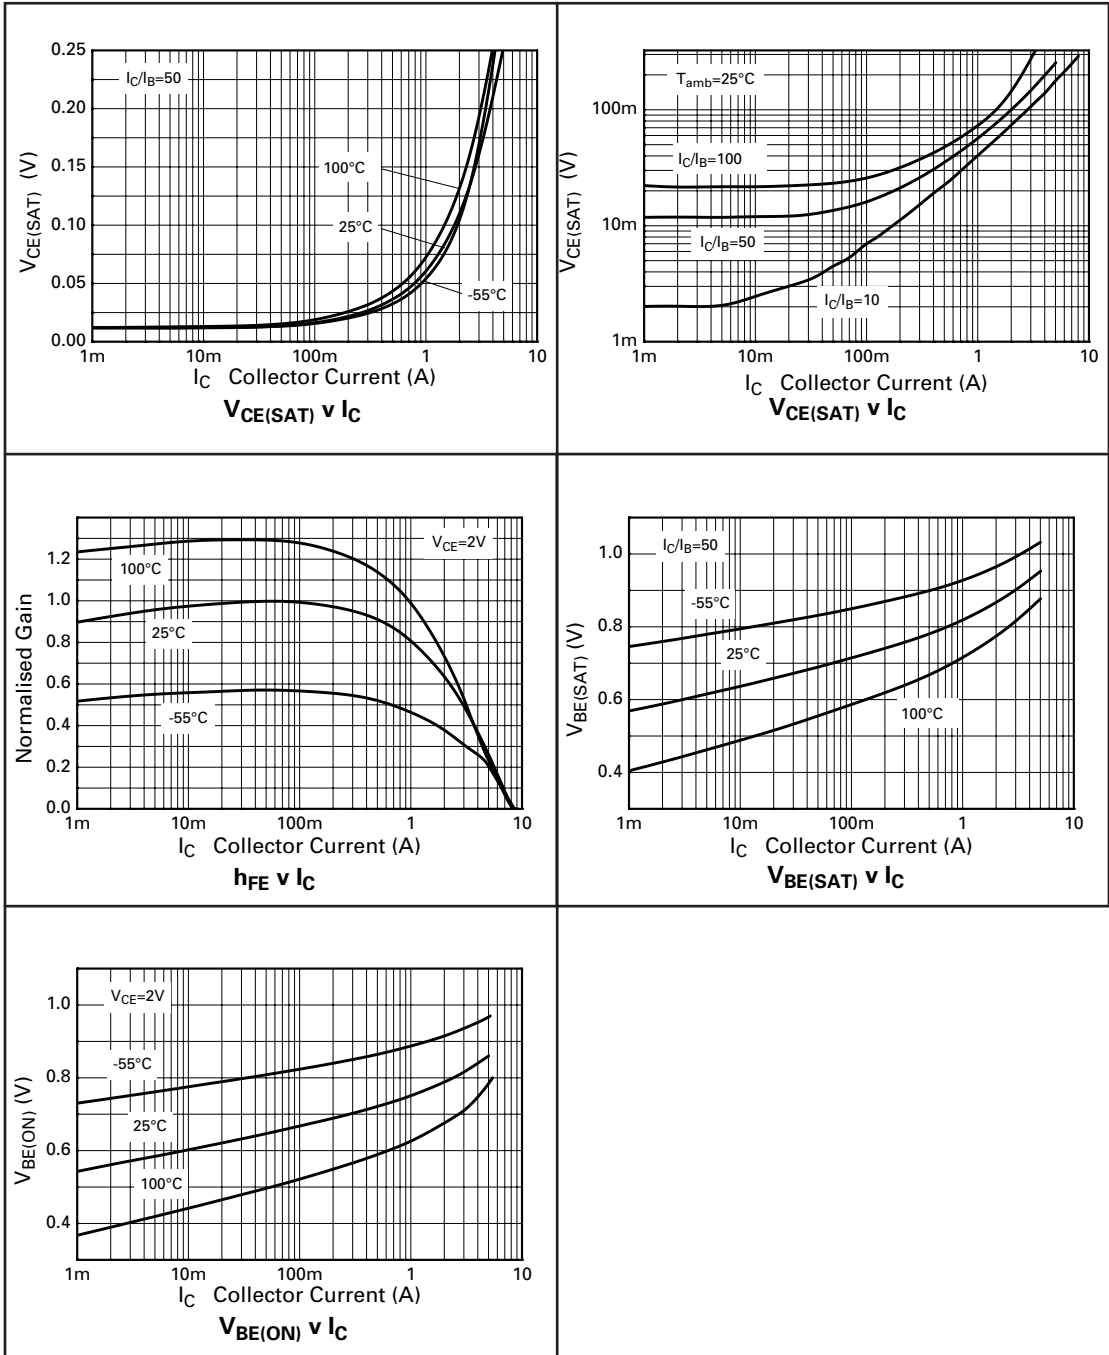 0.25
0.20
0.15
0.10
0.05
0.00
V_CE(SAT) (V)
I_C/I_B=50
100°C
25°C
-55°C
1m 10m 100m 1 10
I_C Collector Current (A)
V_CE(SAT) v I_C
100m
10m
1m
V_CE(SAT) (V)
T_amb=25°C
I_C/I_B=100
I_C/I_B=50
I_C/I_B=10
1m 10m 100m 1 10
I_C Collector Current (A)
V_CE(SAT) v I_C
1.2
1.0
0.8
0.6
0.4
0.2
0.0
Normalised Gain
V_CE=2V
100°C
25°C
-55°C
1m 10m 100m 1 10
I_C Collector Current (A)
h_FE v I_C
1.0
0.8
0.6
0.4
V_BE(SAT) (V)
I_C/I_B=50
-55°C
25°C
100°C
1m 10m 100m 1 10
I_C Collector Current (A)
V_BE(SAT) v I_C
1.0
0.8
0.6
0.4
V_BE(ON) (V)
V_CE=2V
-55°C
25°C
100°C
1m 10m 100m 1 10
I_C Collector Current (A)
V_BE(ON) v I_C